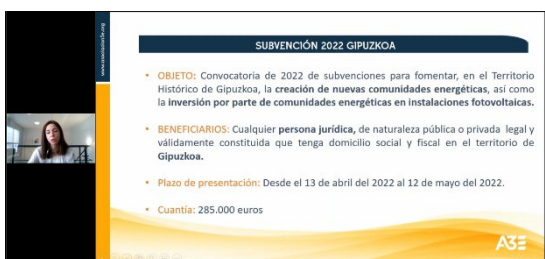 SUBVENCIÓN 2022 GIPUZKOA
• OBJETO: Convocatoria de 2022 de subvenciones para fomentar, en el Territorio
Histórico de Gipuzkoa, la creación de nuevas comunidades energéticas, así como
la inversión por parte de comunidades energéticas en instalaciones fotovoltaicas.
• BENEFICIARIOS: Cualquier persona jurídica, de naturaleza pública o privada legal y
válidamente constituida que tenga domicilio social y fiscal en el territorio de
Gipuzkoa.
• Plazo de presentación: Desde el 13 de abril del 2022 al 12 de mayo del 2022.
• Cuantía: 285.000 euros
A3E